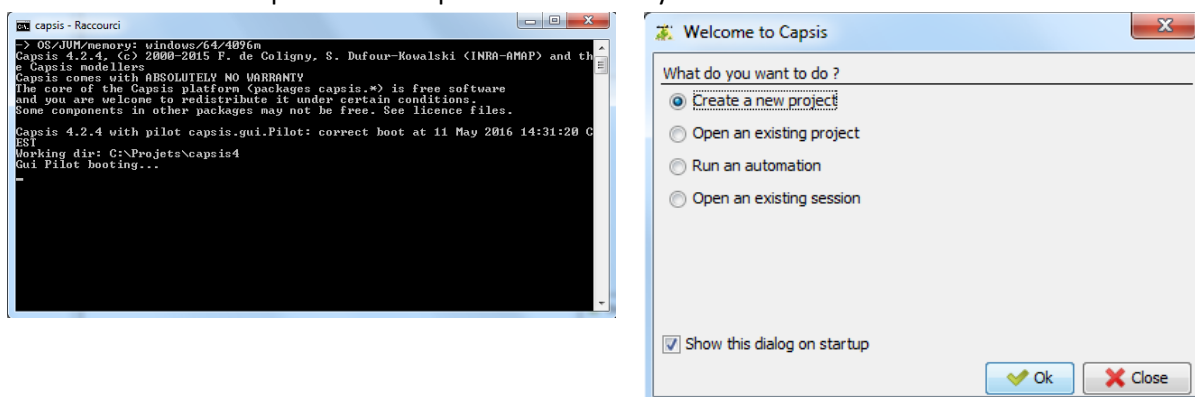 capsis - Raccourci
-> OS/JVM/memory: windows/64/4096m
Capsis 4.2.4, (c) 2000-2015 F. de Coligny, S. Dufour-Kowalski (INRA-AMAP) and th
e Capsis modellers
Capsis comes with ABSOLUTELY NO WARRANTY
The core of the Capsis platform (packages capsis.*) is free software
and you are welcome to redistribute it under certain conditions.
Some components in other packages may not be free. See licence files.
Capsis 4.2.4 with pilot capsis.gui.Pilot: correct boot at 11 May 2016 14:31:20 C
EST
Working dir: C:\Projets\capsis4
Gui Pilot booting...
Welcome to Capsis
What do you want to do ?
Create a new project
Open an existing project
Run an automation
Open an existing session
Show this dialog on startup
Ok
Close